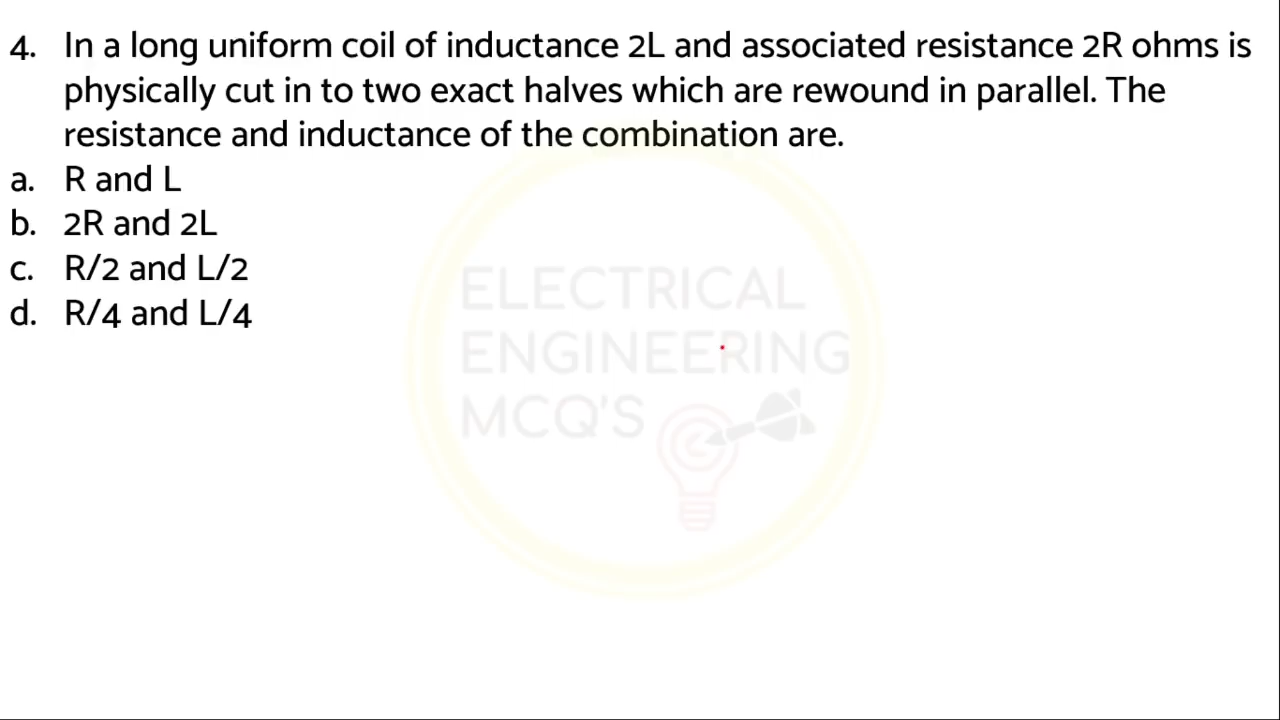 4. In a long uniform coil of inductance 2L and associated resistance 2R ohms is
physically cut in to two exact halves which are rewound in parallel. The
resistance and inductance of the combination are.
a. R and L
b. 2R and 2L
c. R/2 and L/2
d. R/4 and L/4
ELECTRICAL
ENGINEERING
MCQ'S